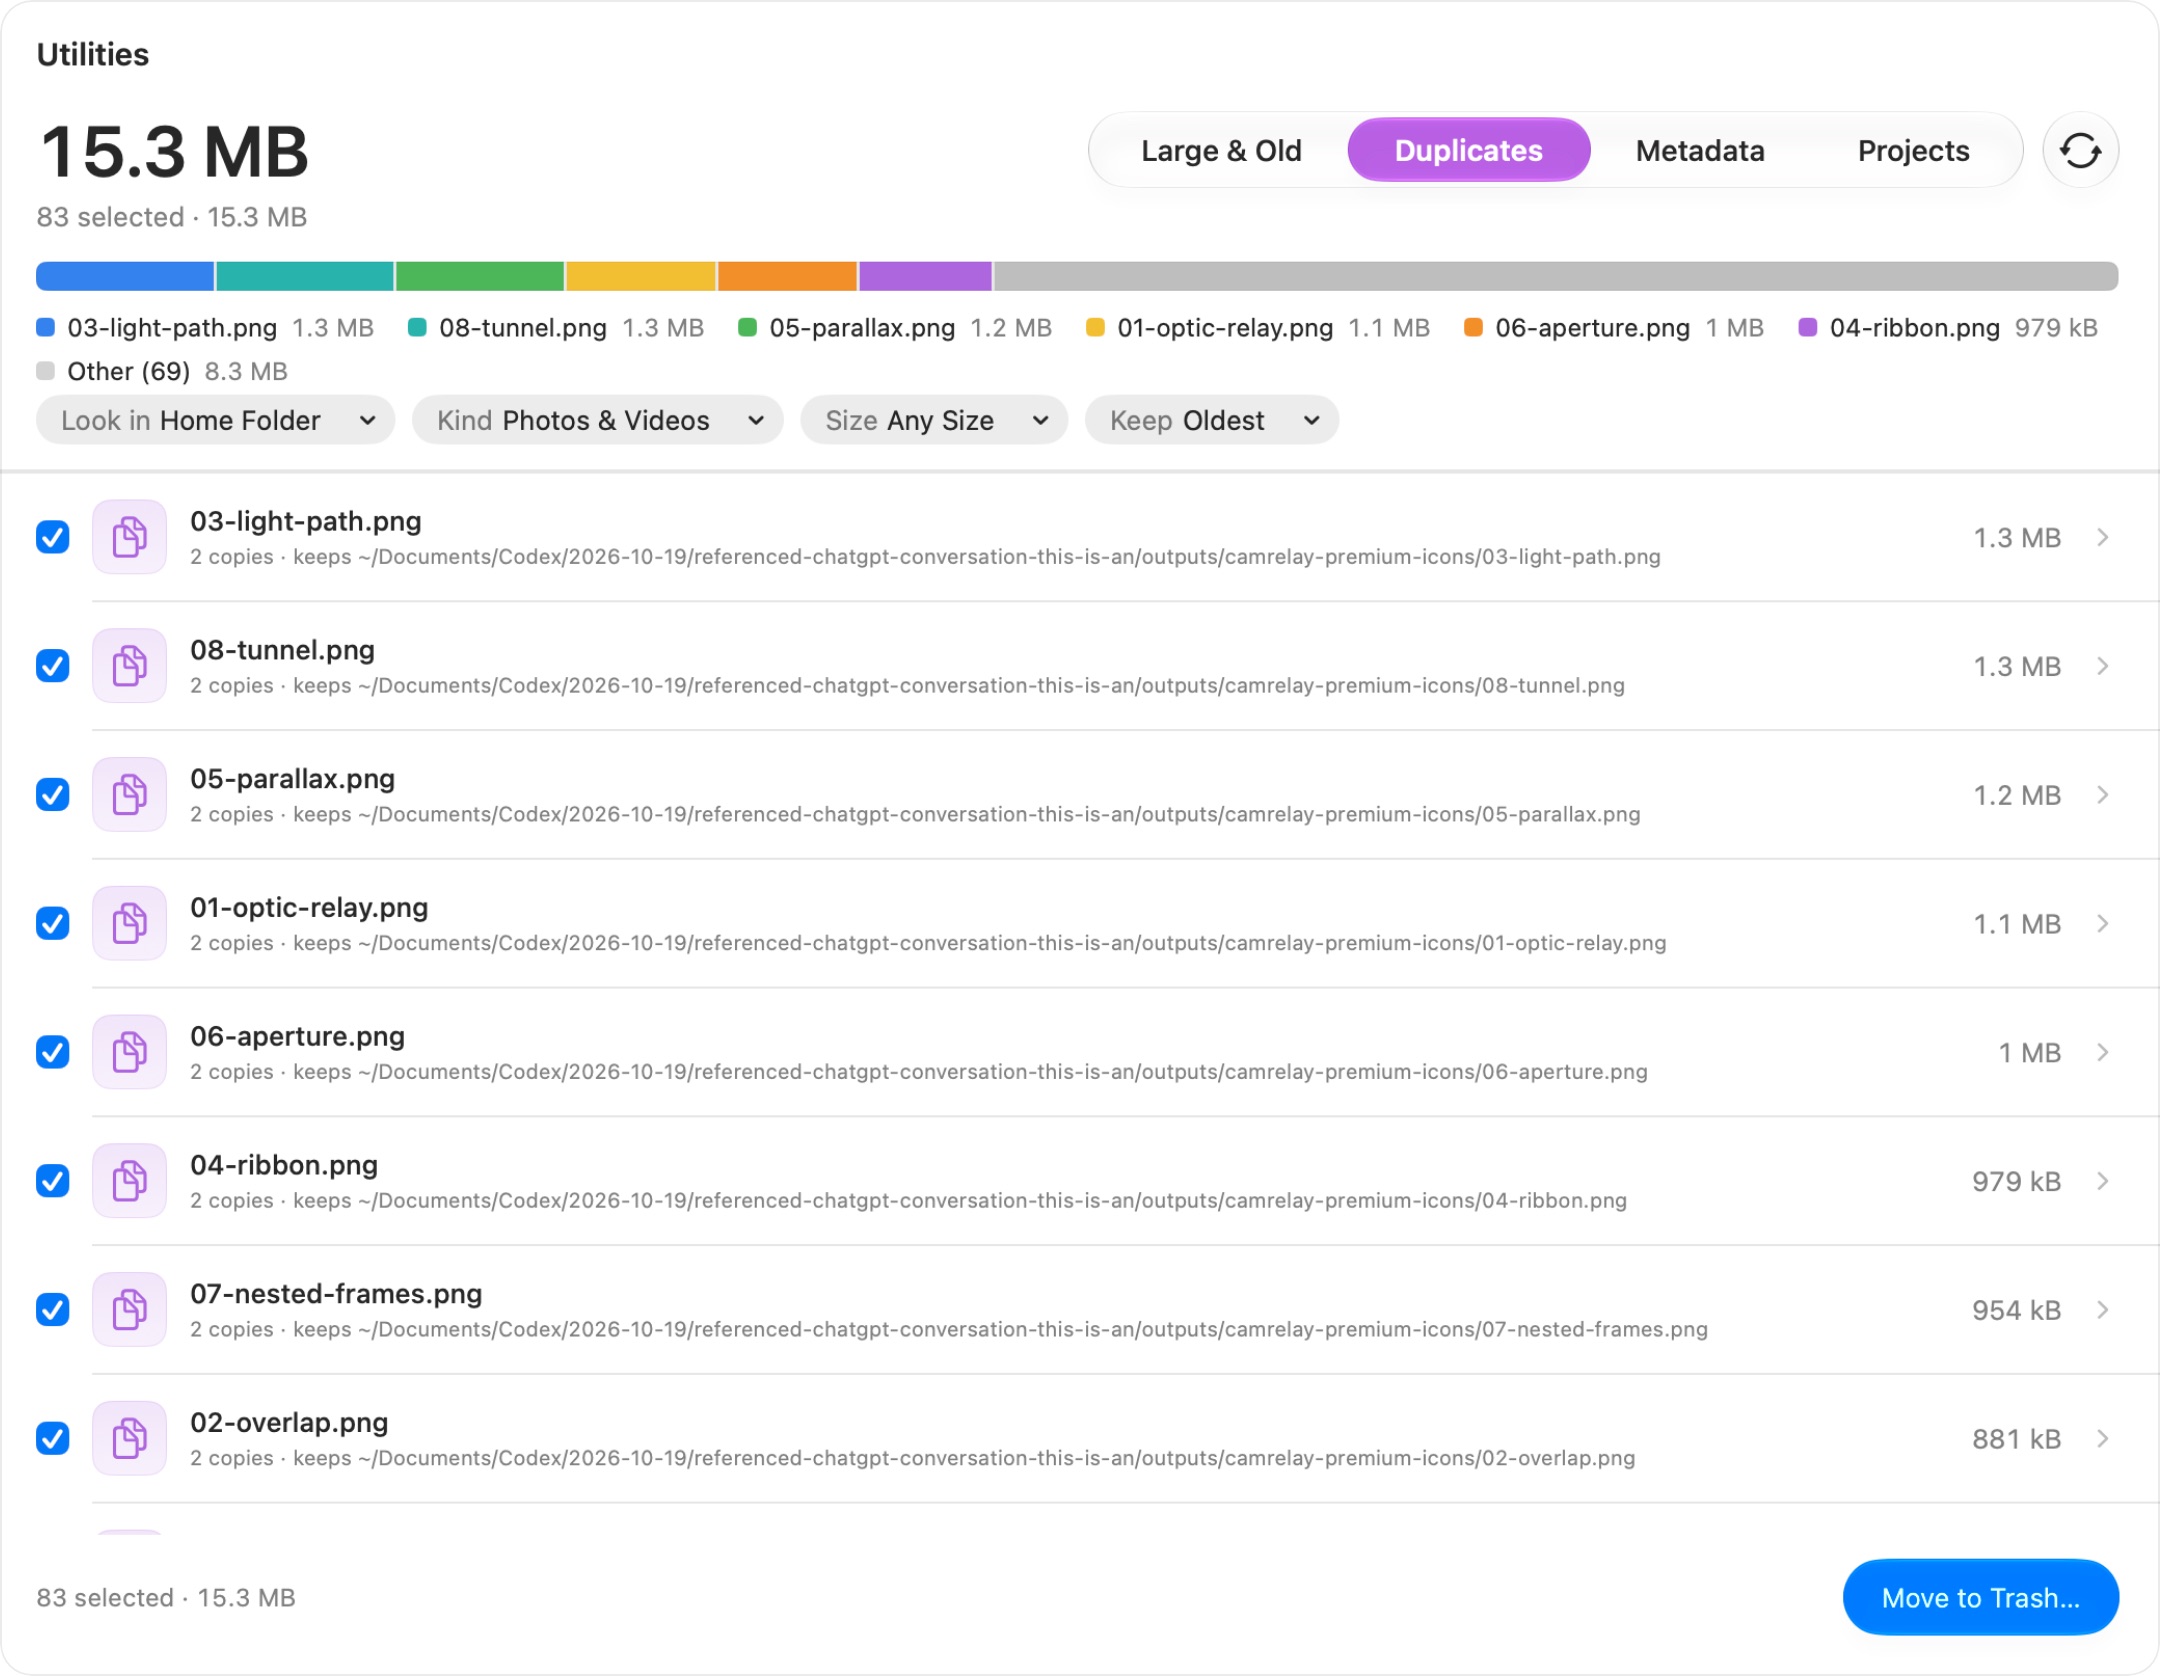 Utilities
15.3 MB
Large & Old
Duplicates
Metadata
Projects
83 selected · 15.3 MB
03-light-path.png 1.3 MB
08-tunnel.png 1.3 MB
05-parallax.png 1.2 MB
01-optic-relay.png 1.1 MB
06-aperture.png 1 MB
04-ribbon.png 979 kB
Other (69) 8.3 MB
Look in Home Folder
Kind Photos & Videos
Size Any Size
Keep Oldest
03-light-path.png
2 copies · keeps ~/Documents/Codex/2026-10-19/referenced-chatgpt-conversation-this-is-an/outputs/camrelay-premium-icons/03-light-path.png
1.3 MB
08-tunnel.png
2 copies · keeps ~/Documents/Codex/2026-10-19/referenced-chatgpt-conversation-this-is-an/outputs/camrelay-premium-icons/08-tunnel.png
1.3 MB
05-parallax.png
2 copies · keeps ~/Documents/Codex/2026-10-19/referenced-chatgpt-conversation-this-is-an/outputs/camrelay-premium-icons/05-parallax.png
1.2 MB
01-optic-relay.png
2 copies · keeps ~/Documents/Codex/2026-10-19/referenced-chatgpt-conversation-this-is-an/outputs/camrelay-premium-icons/01-optic-relay.png
1.1 MB
06-aperture.png
2 copies · keeps ~/Documents/Codex/2026-10-19/referenced-chatgpt-conversation-this-is-an/outputs/camrelay-premium-icons/06-aperture.png
1 MB
04-ribbon.png
2 copies · keeps ~/Documents/Codex/2026-10-19/referenced-chatgpt-conversation-this-is-an/outputs/camrelay-premium-icons/04-ribbon.png
979 kB
07-nested-frames.png
2 copies · keeps ~/Documents/Codex/2026-10-19/referenced-chatgpt-conversation-this-is-an/outputs/camrelay-premium-icons/07-nested-frames.png
954 kB
02-overlap.png
2 copies · keeps ~/Documents/Codex/2026-10-19/referenced-chatgpt-conversation-this-is-an/outputs/camrelay-premium-icons/02-overlap.png
881 kB
83 selected · 15.3 MB
Move to Trash...